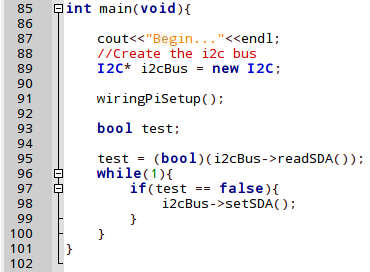 85 int main(void){
86
87 cout<<"Begin..."<<endl;
88 //Create the i2c bus
89 I2C* i2cBus = new I2C;
90
91 wiringPiSetup();
92
93 bool test;
94
95 test = (bool)(i2cBus->readSDA());
96 while(1){
97 if(test == false){
98 i2cBus->setSDA();
99 }
100 }
101 }
102